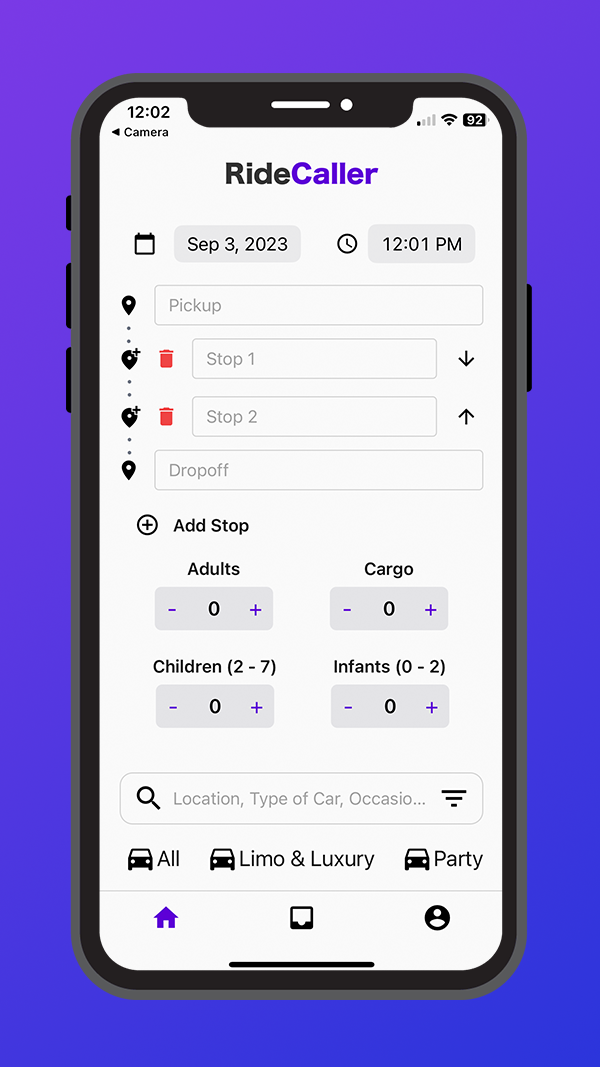 12:02
92
◀ Camera
RideCaller
Sep 3, 2023
12:01 PM
Pickup
Stop 1
Stop 2
Dropoff
Add Stop
Adults
Cargo
- 0 +
- 0 +
Children (2 - 7)
Infants (0 - 2)
- 0 +
- 0 +
Location, Type of Car, Occasio...
All
Limo & Luxury
Party